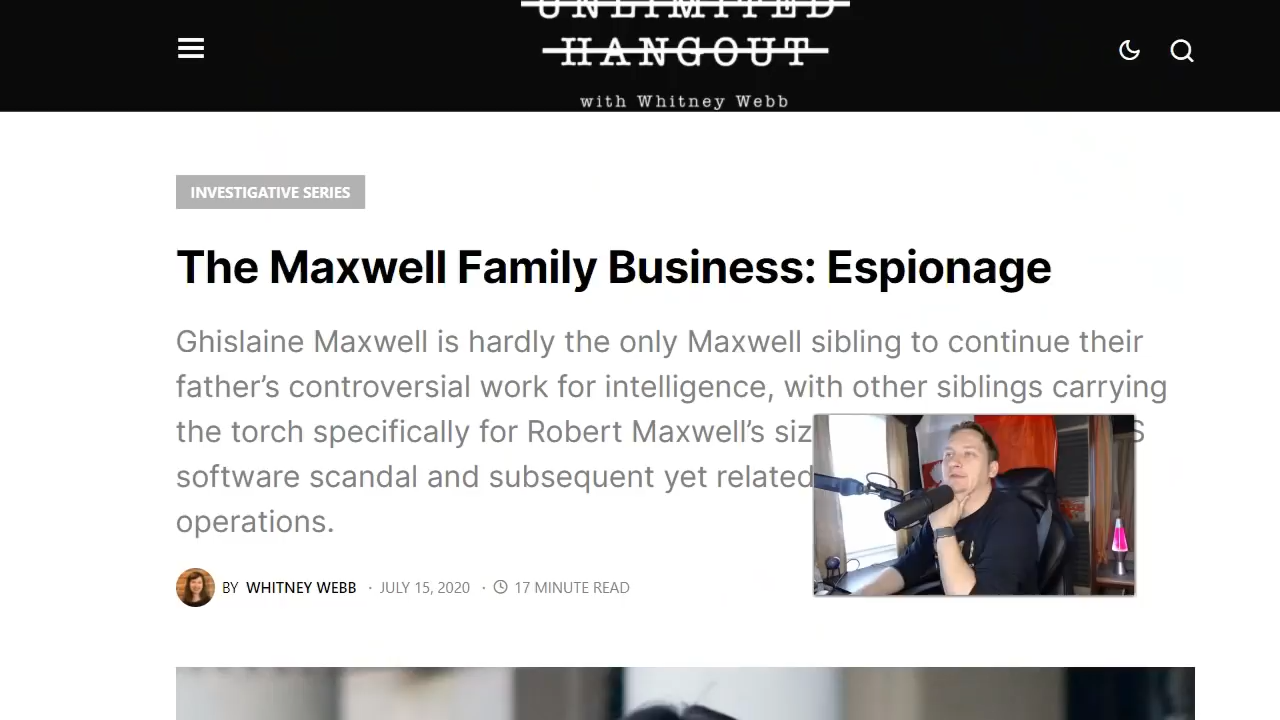 UNLIMITED
HANGOUT
with Whitney Webb
INVESTIGATIVE SERIES
The Maxwell Family Business: Espionage
Ghislaine Maxwell is hardly the only Maxwell sibling to continue their
father’s controversial work for intelligence, with other siblings carrying
the torch specifically for Robert Maxwell’s
software scandal and subsequent yet related
operations.
BY WHITNEY WEBB · JULY 15, 2020 · 17 MINUTE READ